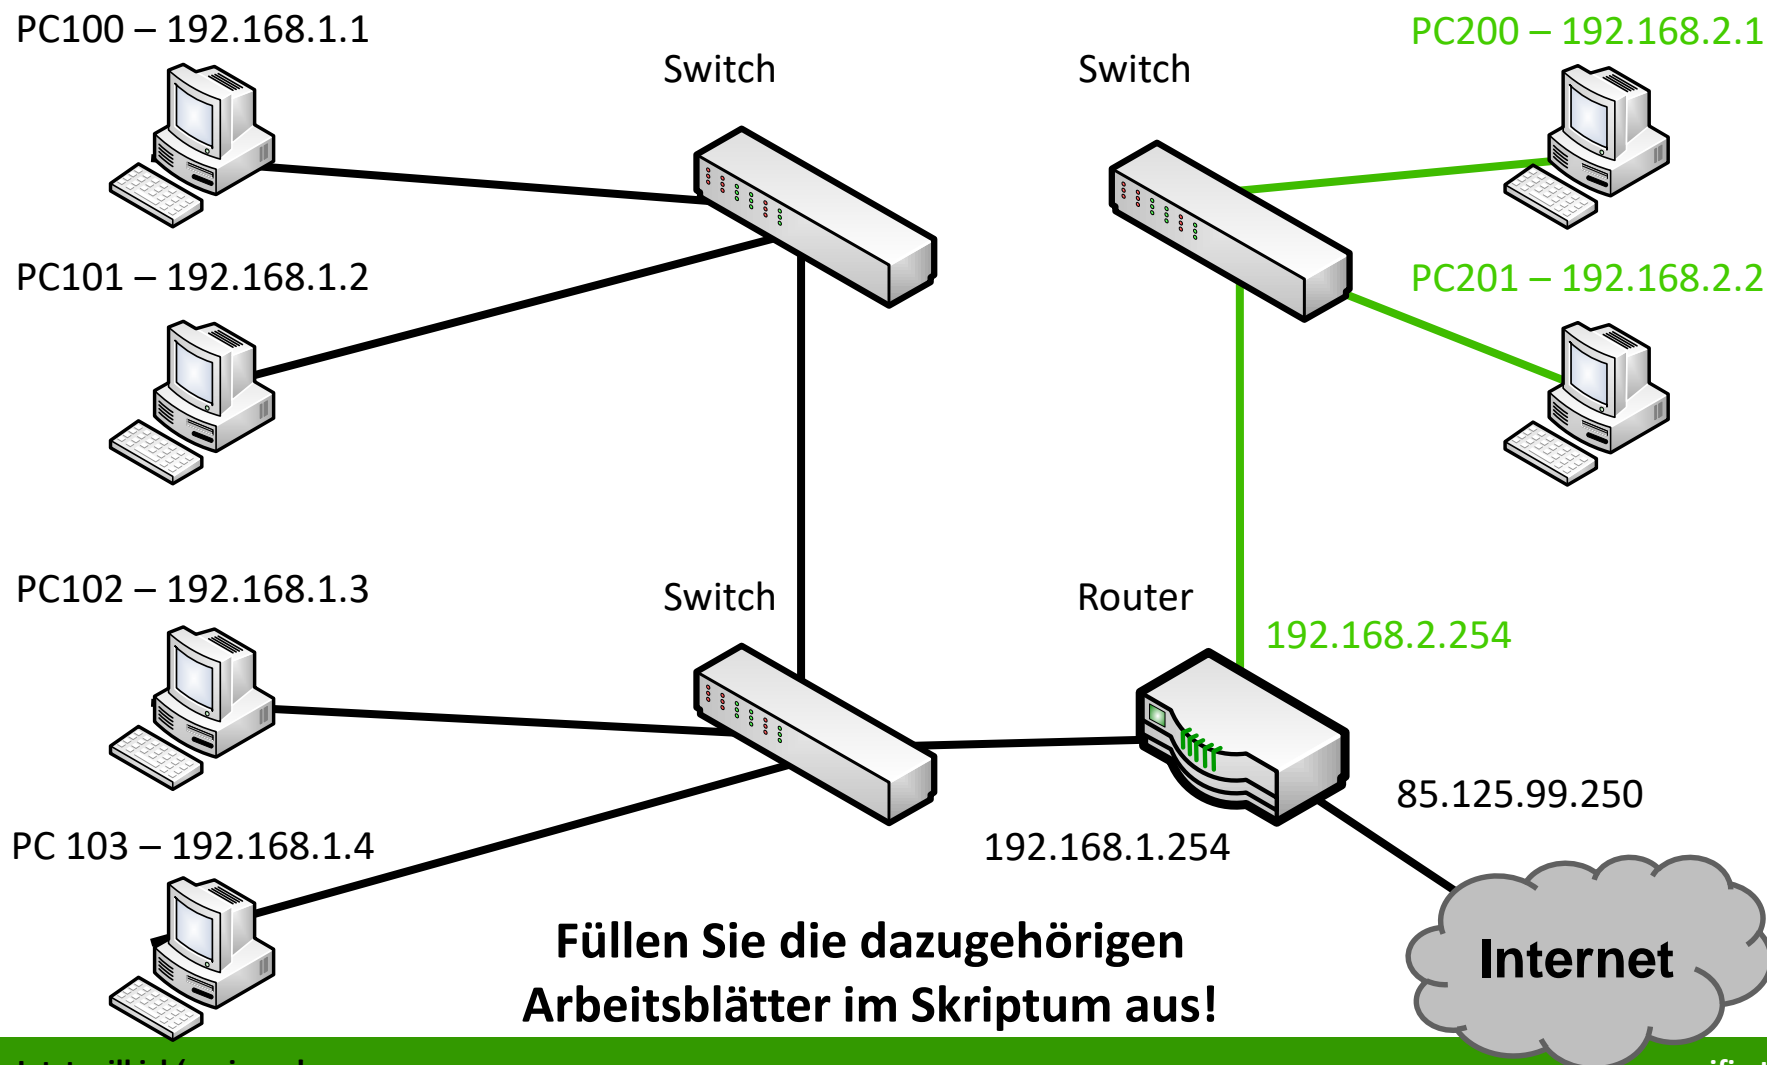 PC100 – 192.168.1.1
Switch
Switch
PC200 – 192.168.2.1
PC101 – 192.168.1.2
PC201 – 192.168.2.2
PC102 – 192.168.1.3
Switch
Router
192.168.2.254
85.125.99.250
PC 103 – 192.168.1.4
192.168.1.254
Füllen Sie die dazugehörigen
Arbeitsblätter im Skriptum aus!
Internet